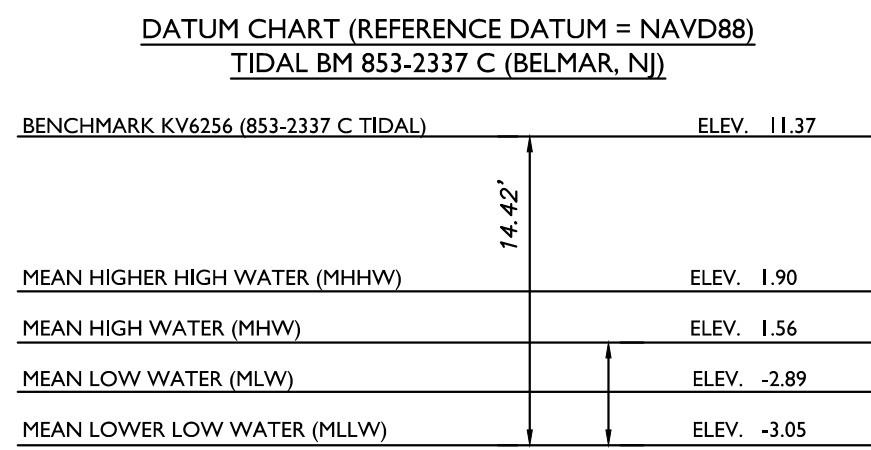 DATUM CHART (REFERENCE DATUM = NAVD88)
TIDAL BM 853-2337 C (BELMAR, NJ)
BENCHMARK KV6256 (853-2337 C TIDAL) ELEV. 11.37
14.42'
MEAN HIGHER HIGH WATER (MHHW) ELEV. 1.90
MEAN HIGH WATER (MHW) ELEV. 1.56
MEAN LOW WATER (MLW) ELEV. -2.89
MEAN LOWER LOW WATER (MLLW) ELEV. -3.05